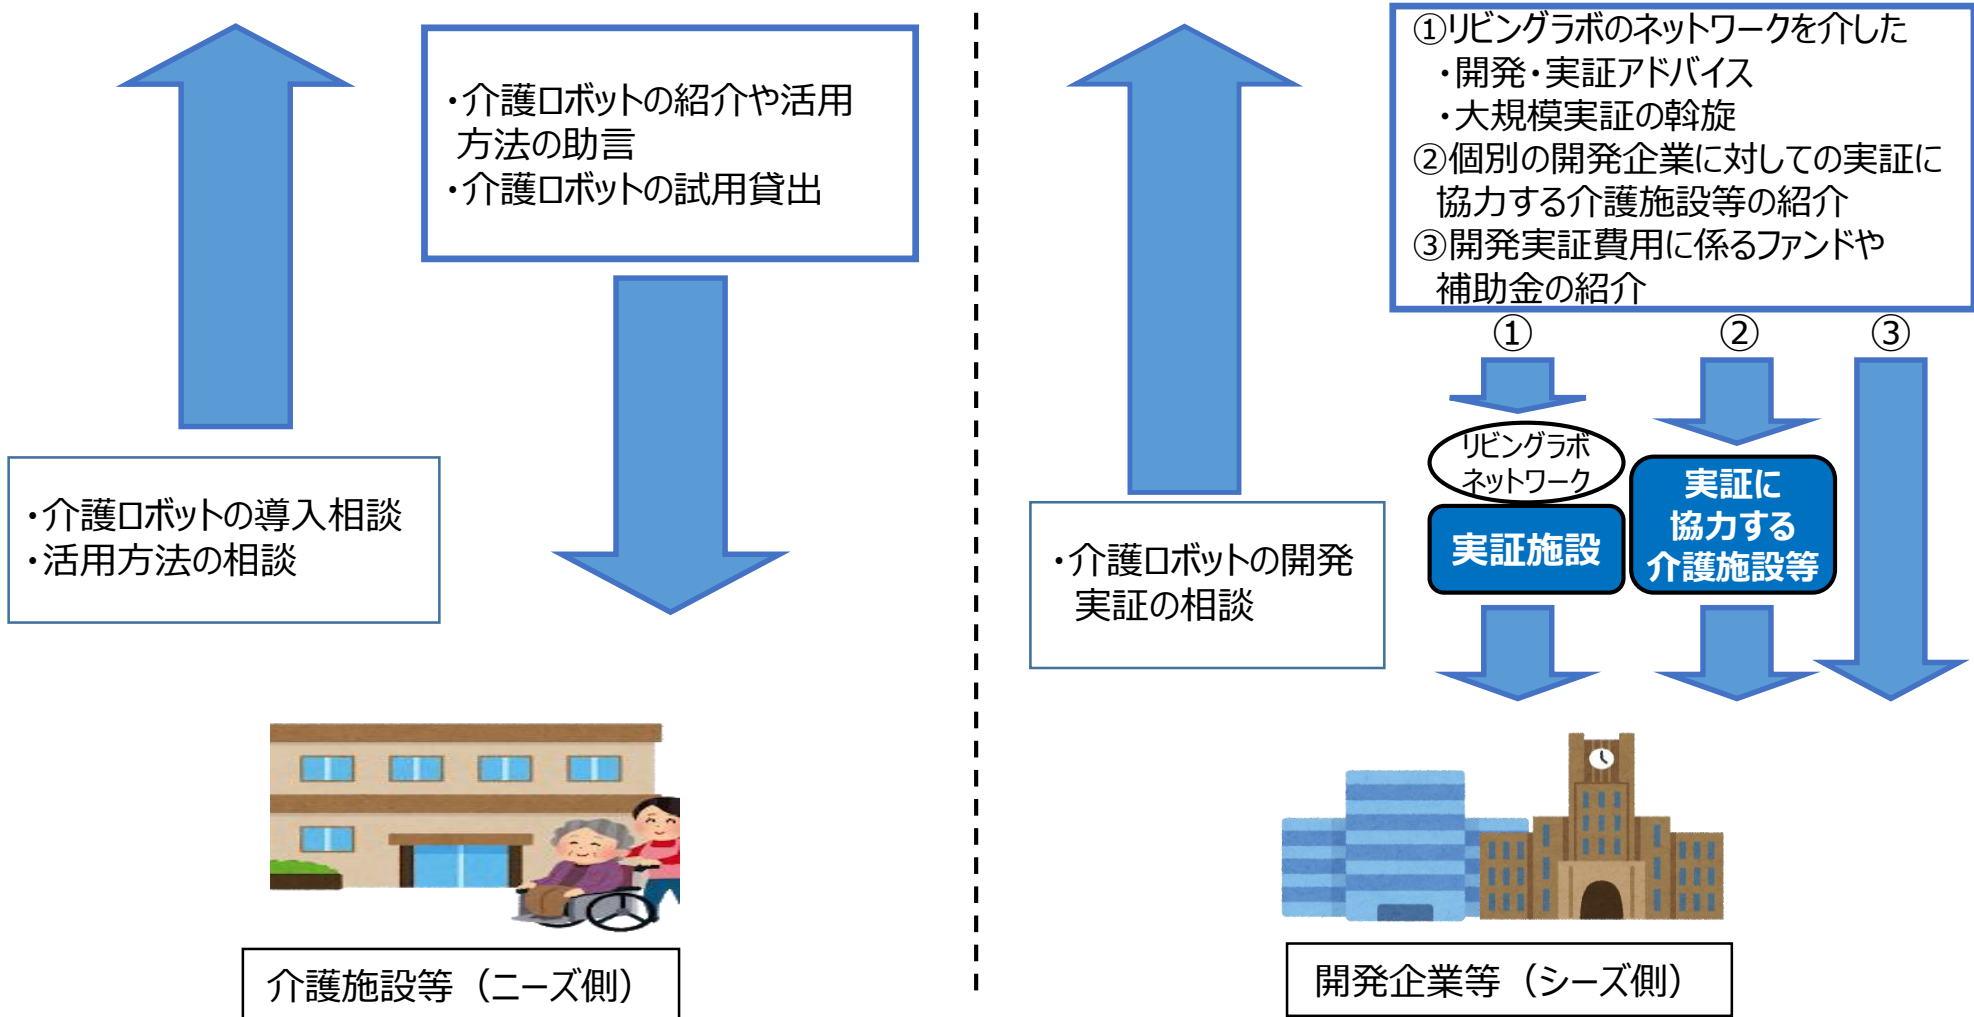 ・介護ロボットの紹介や活用
方法の助言
・介護ロボットの試用貸出
・介護ロボットの導入相談
・活用方法の相談
介護施設等（ニーズ側）
①リビングラボのネットワークを介した
・開発・実証アドバイス
・大規模実証の斡旋
②個別の開発企業に対しての実証に
協力する介護施設等の紹介
③開発実証費用に係るファンドや
補助金の紹介
①
②
③
リビングラボ
ネットワーク
実証施設
実証に
協力する
介護施設等
・介護ロボットの開発
実証の相談
開発企業等（シーズ側）